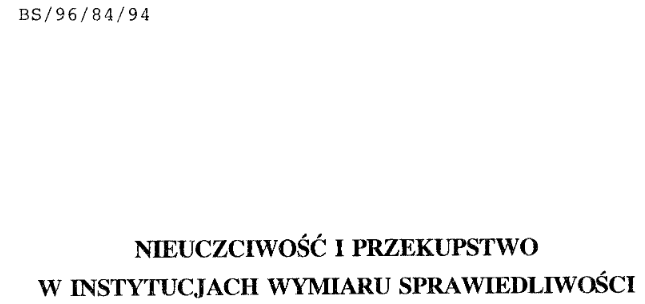 BS/96/84/94
NIEUCZCIWOŚĆ I PRZEKUPSTWO
W INSTYTUCJACH WYMIARU SPRAWIEDLIWOŚCI